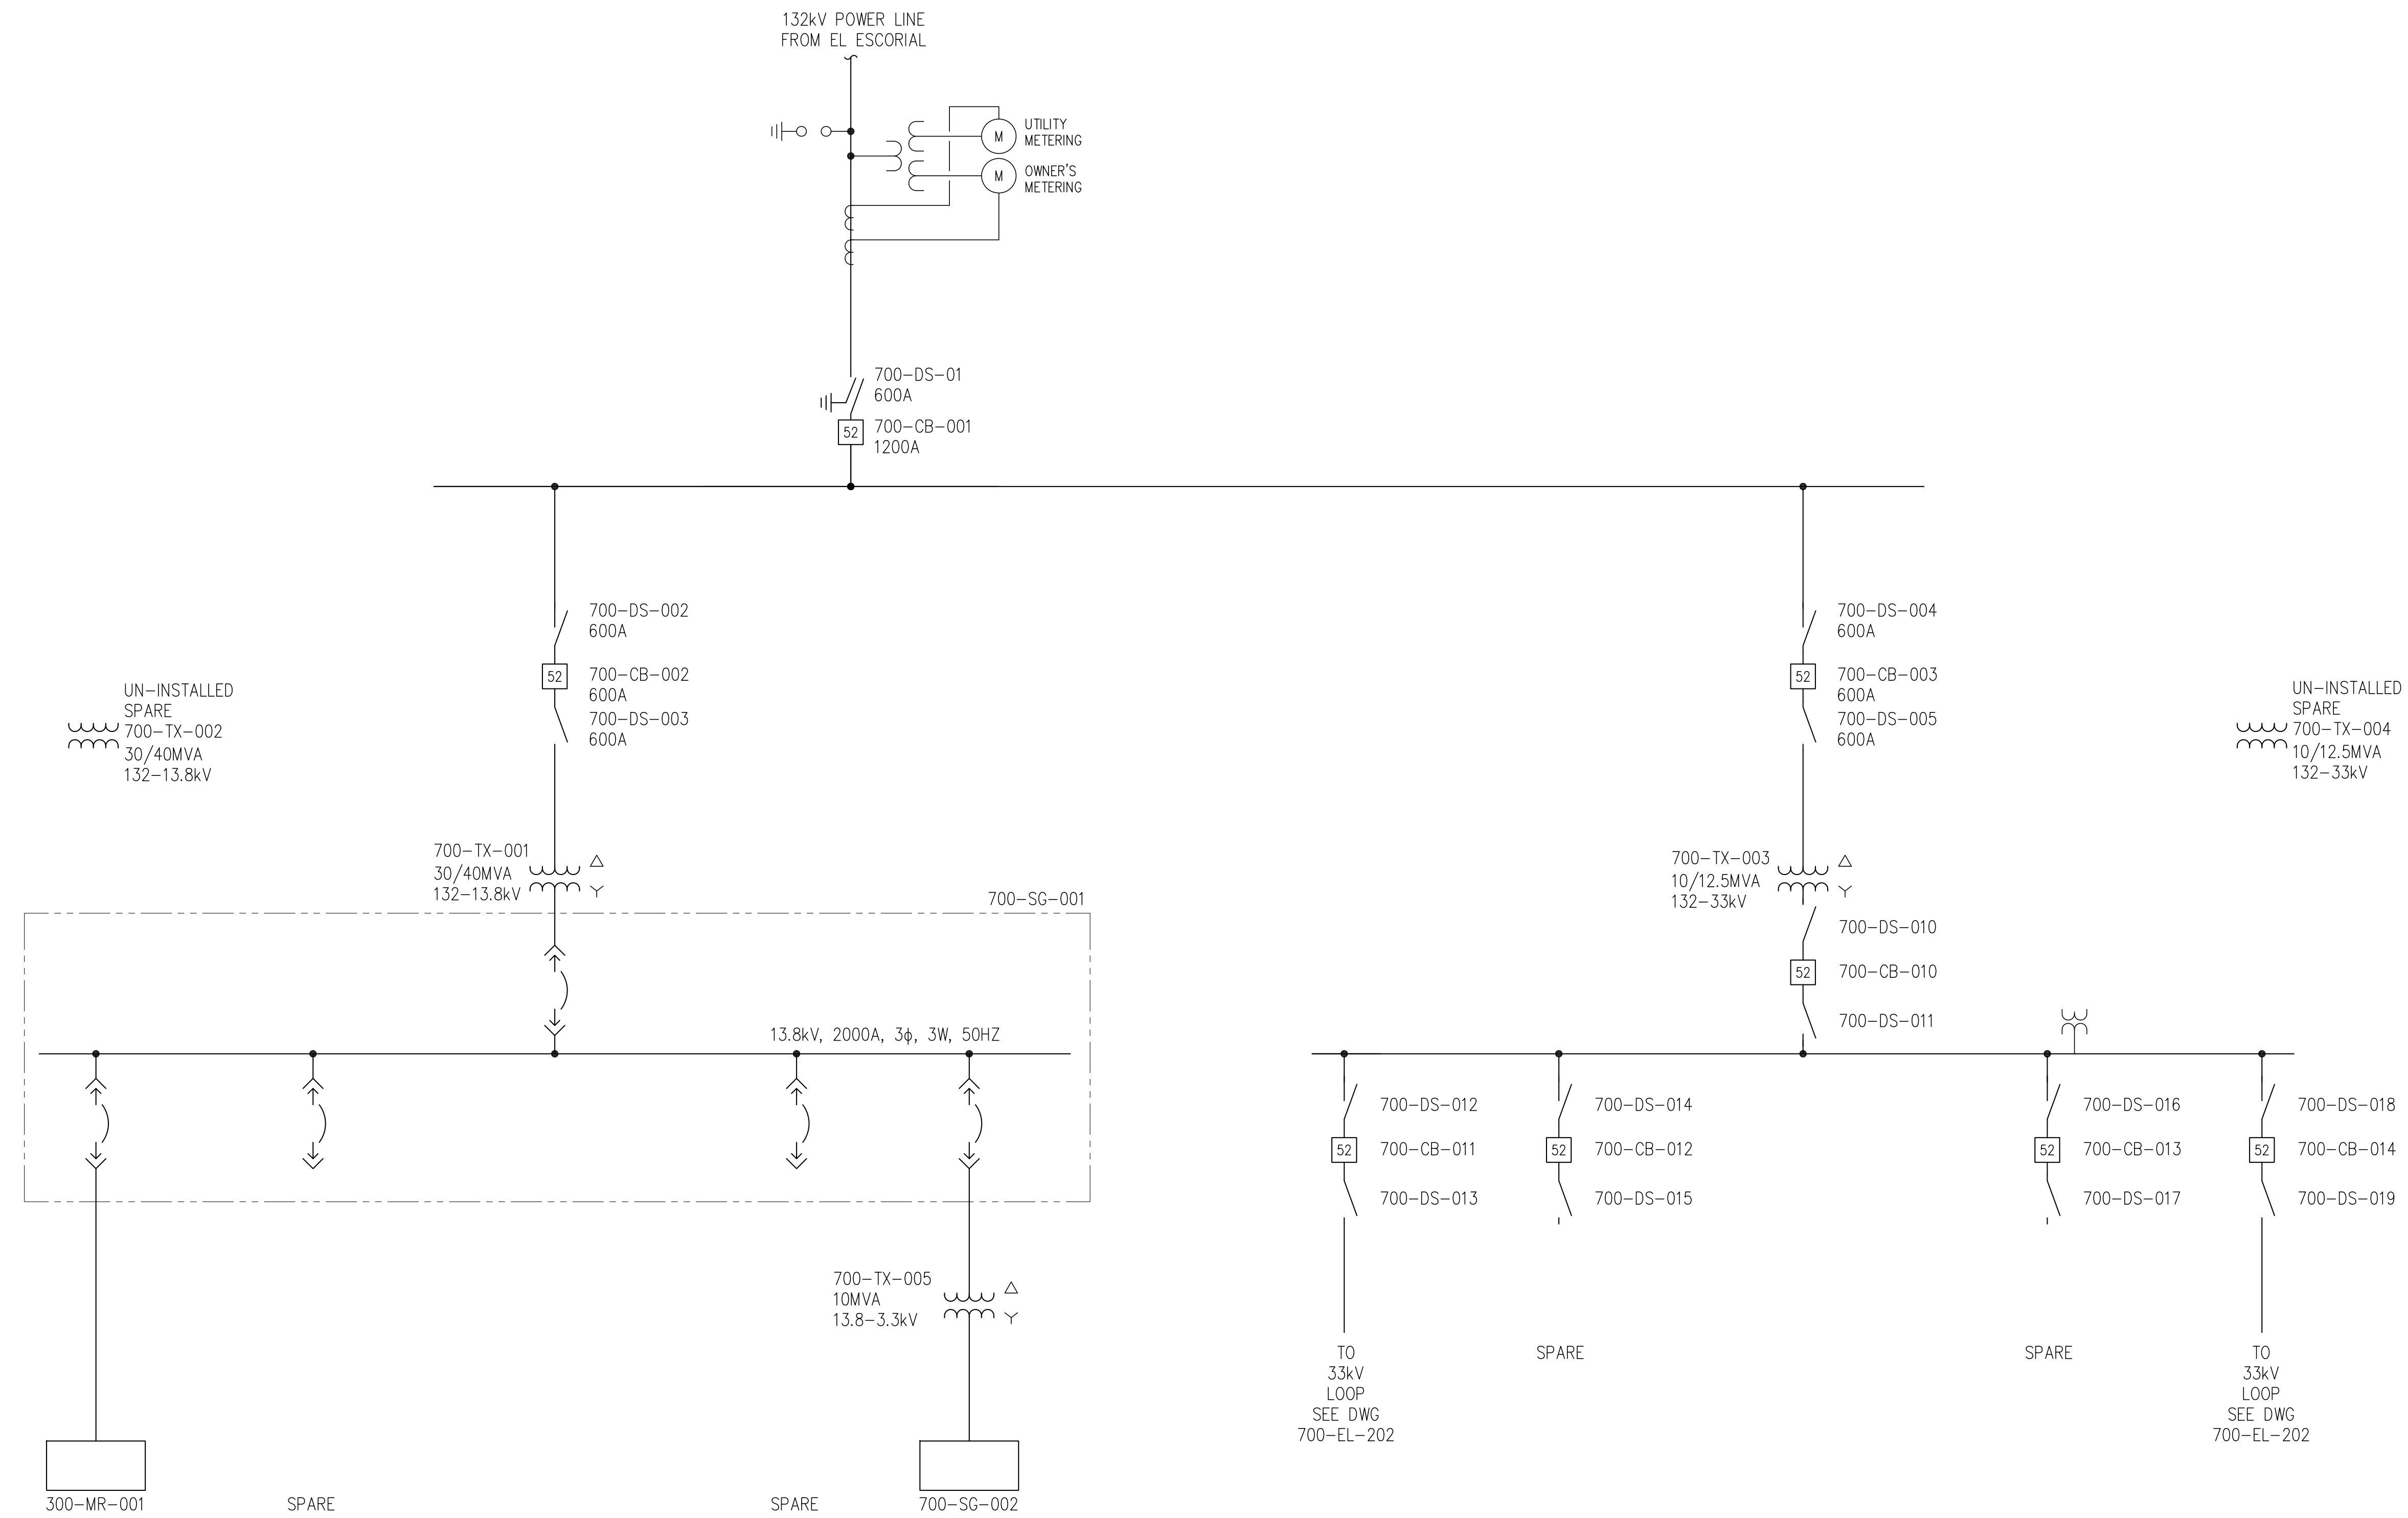 132kV POWER LINE
FROM EL ESCORIAL
M
UTILITY
METERING
M
OWNER'S
METERING
700-DS-01
600A
52
700-CB-001
1200A
700-DS-002
600A
52
700-CB-002
600A
700-DS-003
600A
700-DS-004
600A
52
700-CB-003
600A
700-DS-005
600A
UN-INSTALLED
SPARE
700-TX-002
30/40MVA
132-13.8kV
UN-INSTALLED
SPARE
700-TX-004
10/12.5MVA
132-33kV
700-TX-001
30/40MVA
132-13.8kV
700-SG-001
700-TX-003
10/12.5MVA
132-33kV
700-DS-010
52
700-CB-010
700-DS-011
13.8kV, 2000A, 3ϕ, 3W, 50HZ
700-DS-012
52
700-CB-011
700-DS-013
700-DS-014
52
700-CB-012
700-DS-015
700-DS-016
52
700-CB-013
700-DS-017
700-DS-018
52
700-CB-014
700-DS-019
700-TX-005
10MVA
13.8-3.3kV
TO
33kV
LOOP
SEE DWG
700-EL-202
SPARE
SPARE
TO
33kV
LOOP
SEE DWG
700-EL-202
300-MR-001
SPARE
SPARE
700-SG-002